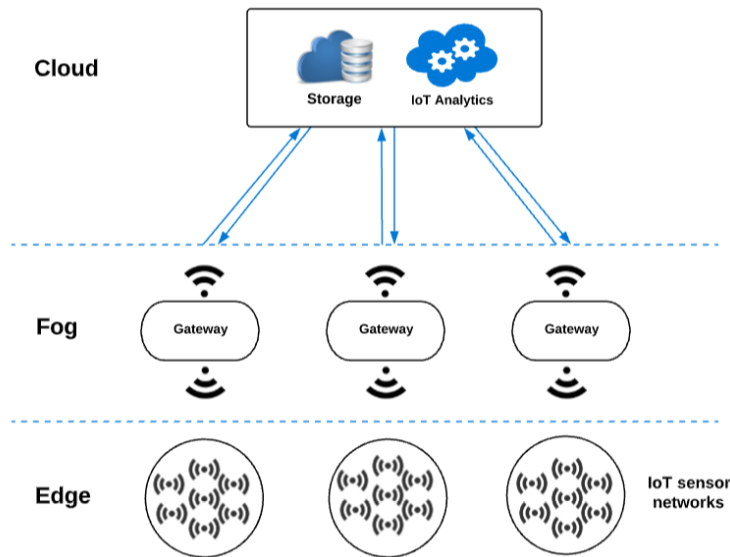 Cloud
Storage
IoT Analytics
Fog
Gateway
Gateway
Gateway
Edge
IoT sensor
networks